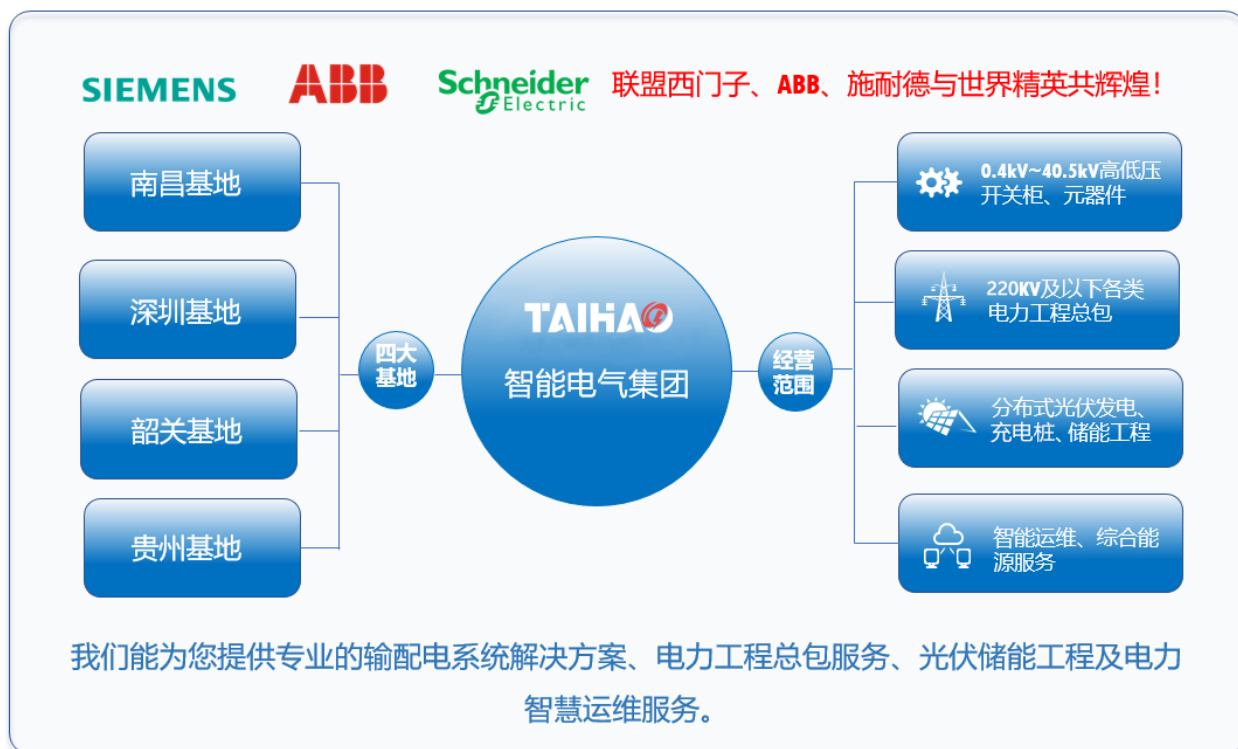 SIEMENS
ABB
Schneider
Electric
联盟西门子、ABB、施耐德与世界精英共辉煌！
南昌基地
深圳基地
韶关基地
贵州基地
四大
基地
TAIHAO
智能电气集团
经营
范围
0.4kV~40.5kV高低压
开关柜、元器件
220KV及以下各类
电力工程总包
分布式光伏发电、
充电桩、储能工程
智能运维、综合能
源服务
我们能为您提供专业的输配电系统解决方案、电力工程总包服务、光伏储能工程及电力
智慧运维服务。